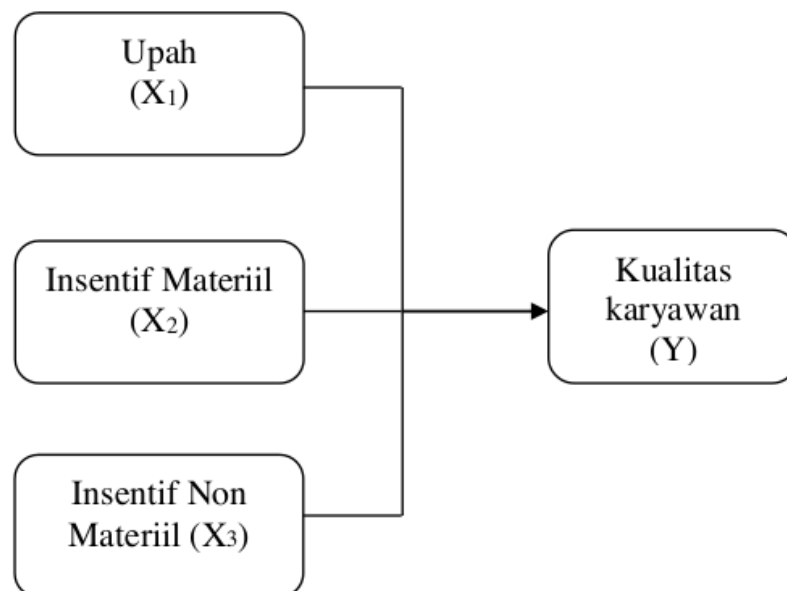 Upah
(X₁)
Insentif Materiil
(X₂)
Insentif Non
Materiil (X₃)
Kualitas
karyawan
(Y)